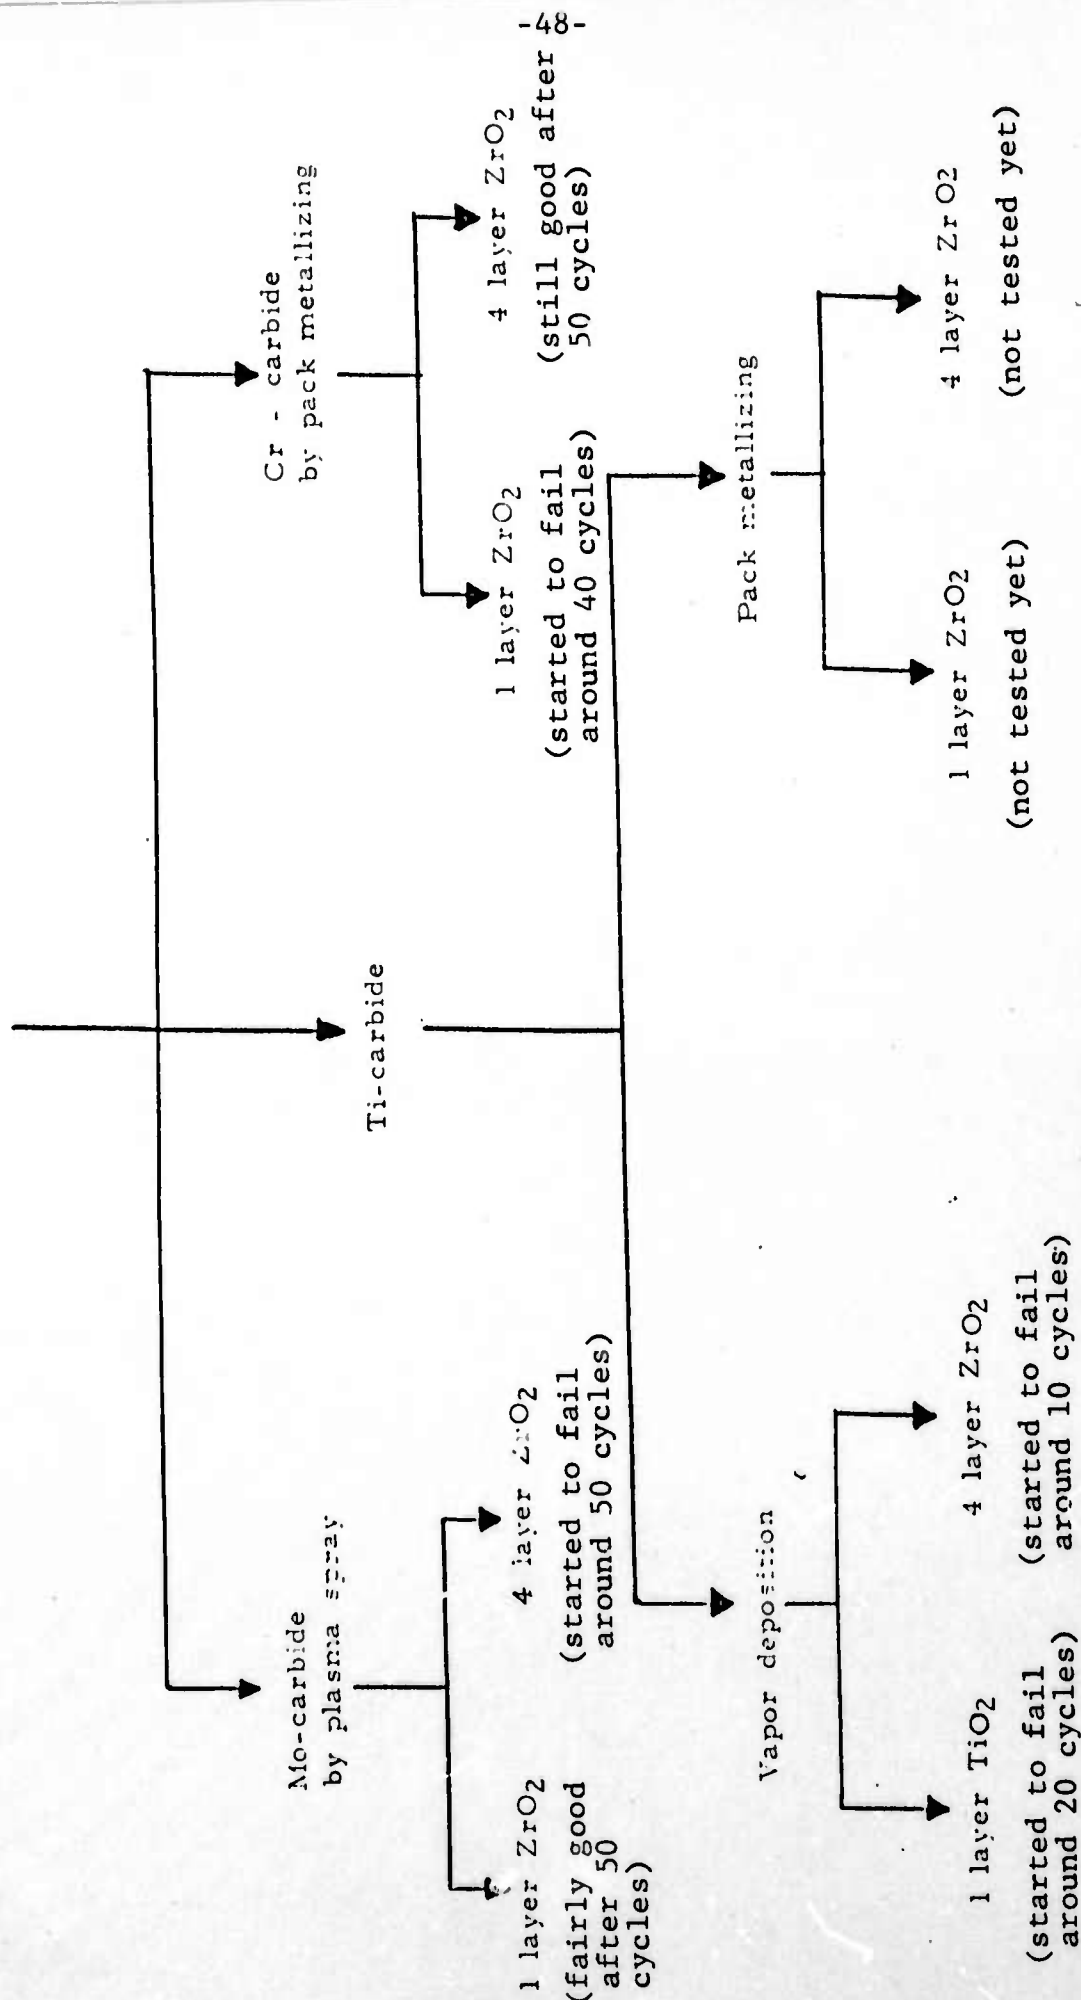 -48-
Mo-carbide
by plasma spray
1 layer ZrO2
(fairly good
after 50
cycles)
4 layer ZrO2
(started to fail
around 50 cycles)
Ti-carbide
Vapor deposition
1 layer TiO2
(started to fail
around 20 cycles)
4 layer ZrO2
(started to fail
around 10 cycles)
Pack metallizing
1 layer ZrO2
(not tested yet)
4 layer ZrO2
(not tested yet)
Cr - carbide
by pack metallizing
1 layer ZrO2
(started to fail
around 40 cycles)
4 layer ZrO2
(still good after
50 cycles)